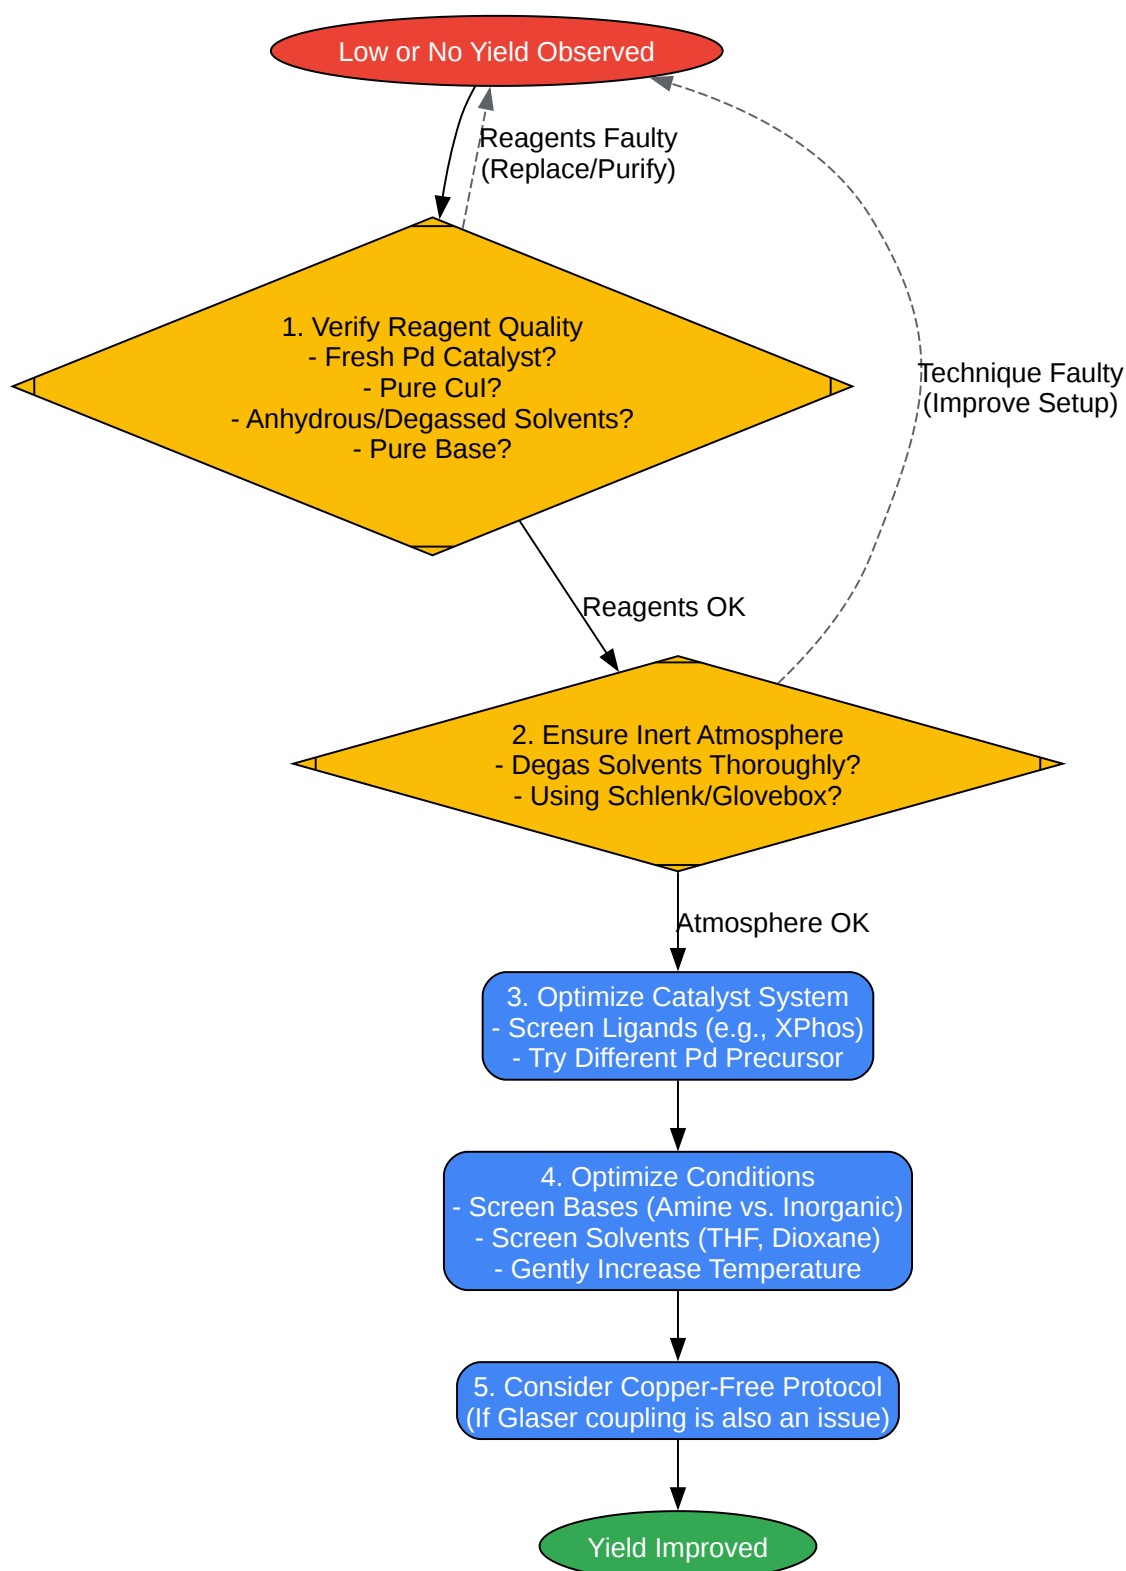 Low or No Yield Observed
Reagents Faulty
(Replace/Purify)
1. Verify Reagent Quality
- Fresh Pd Catalyst?
- Pure CuI?
- Anhydrous/Degassed Solvents?
- Pure Base?
Technique Faulty
(Improve Setup)
Reagents OK
2. Ensure Inert Atmosphere
- Degas Solvents Thoroughly?
- Using Schlenk/Glovebox?
Atmosphere OK
3. Optimize Catalyst System
- Screen Ligands (e.g., XPhos)
- Try Different Pd Precursor
4. Optimize Conditions
- Screen Bases (Amine vs. Inorganic)
- Screen Solvents (THF, Dioxane)
- Gently Increase Temperature
5. Consider Copper-Free Protocol
(If Glaser coupling is also an issue)
Yield Improved